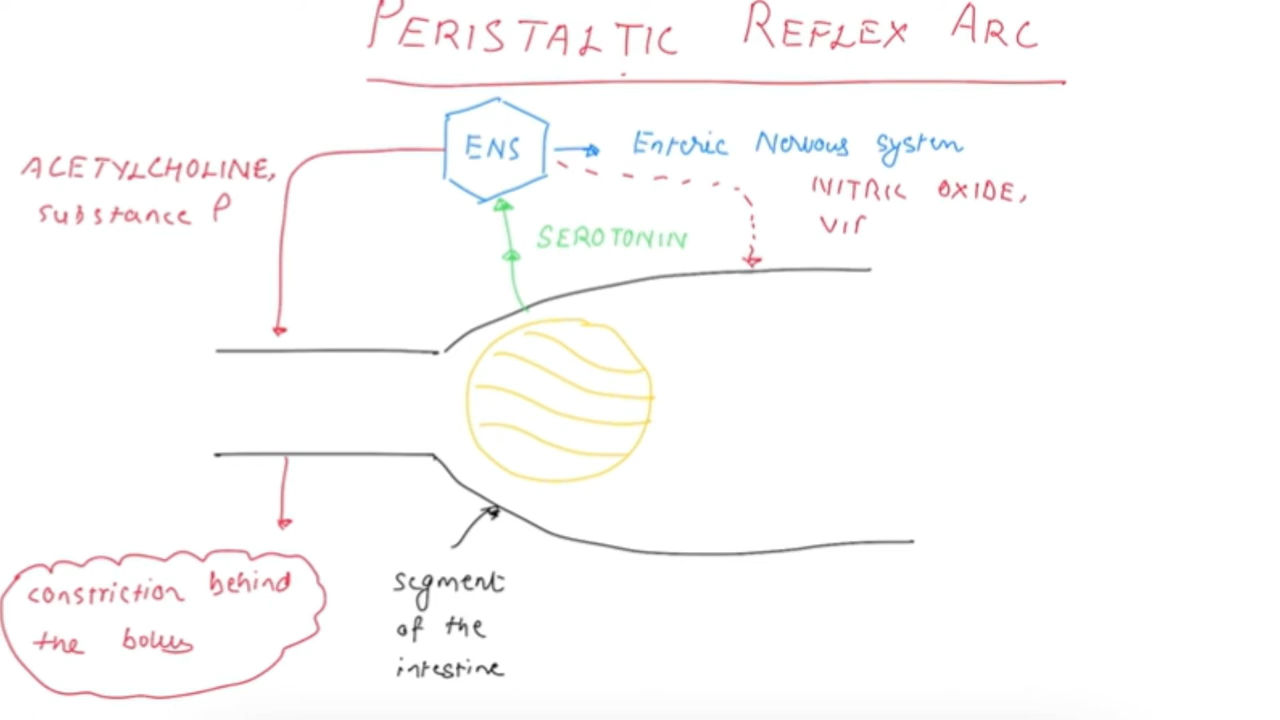 PERISTALTIC REFLEX ARC
ENS
Enteric Nervous system
ACETYLCHOLINE,
substance P
NITRIC OXIDE,
VIP
SEROTONIN
constriction behind
the bolus
segment
of the
intestine